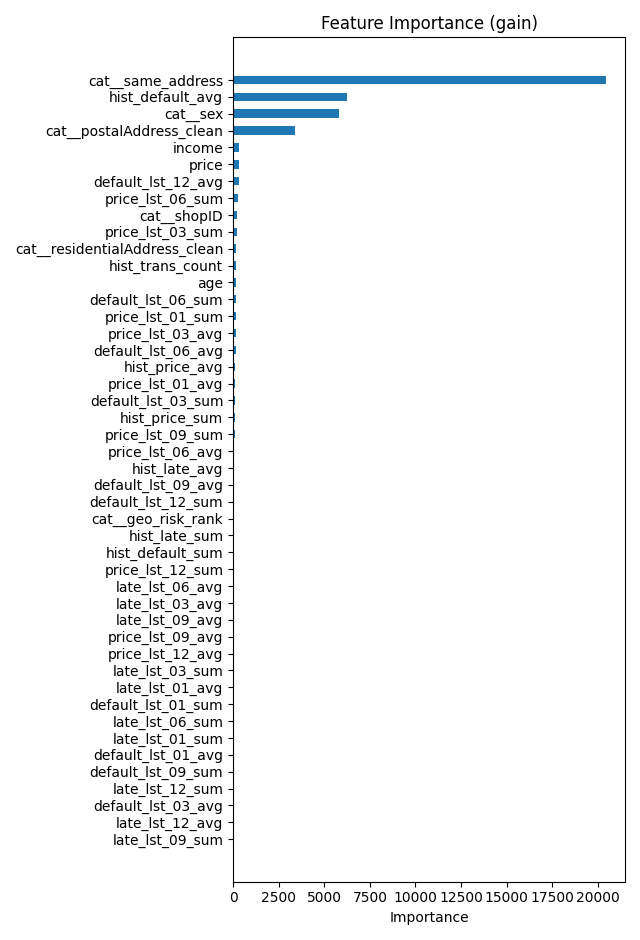 Feature Importance (gain)
cat__same_address
hist_default_avg
cat__sex
cat__postalAddress_clean
income
price
default_lst_12_avg
price_lst_06_sum
cat__shopID
price_lst_03_sum
cat__residentialAddress_clean
hist_trans_count
age
default_lst_06_sum
price_lst_01_sum
price_lst_03_avg
default_lst_06_avg
hist_price_avg
price_lst_01_avg
default_lst_03_sum
hist_price_sum
price_lst_09_sum
price_lst_06_avg
hist_late_avg
default_lst_09_avg
default_lst_12_sum
cat__geo_risk_rank
hist_late_sum
hist_default_sum
price_lst_12_sum
late_lst_06_avg
late_lst_03_avg
late_lst_09_avg
price_lst_09_avg
price_lst_12_avg
late_lst_03_sum
late_lst_01_avg
default_lst_01_sum
late_lst_06_sum
late_lst_01_sum
default_lst_01_avg
default_lst_09_sum
late_lst_12_sum
default_lst_03_avg
late_lst_12_avg
late_lst_09_sum
0 2500 5000 7500 10000 12500 15000 17500 20000
Importance